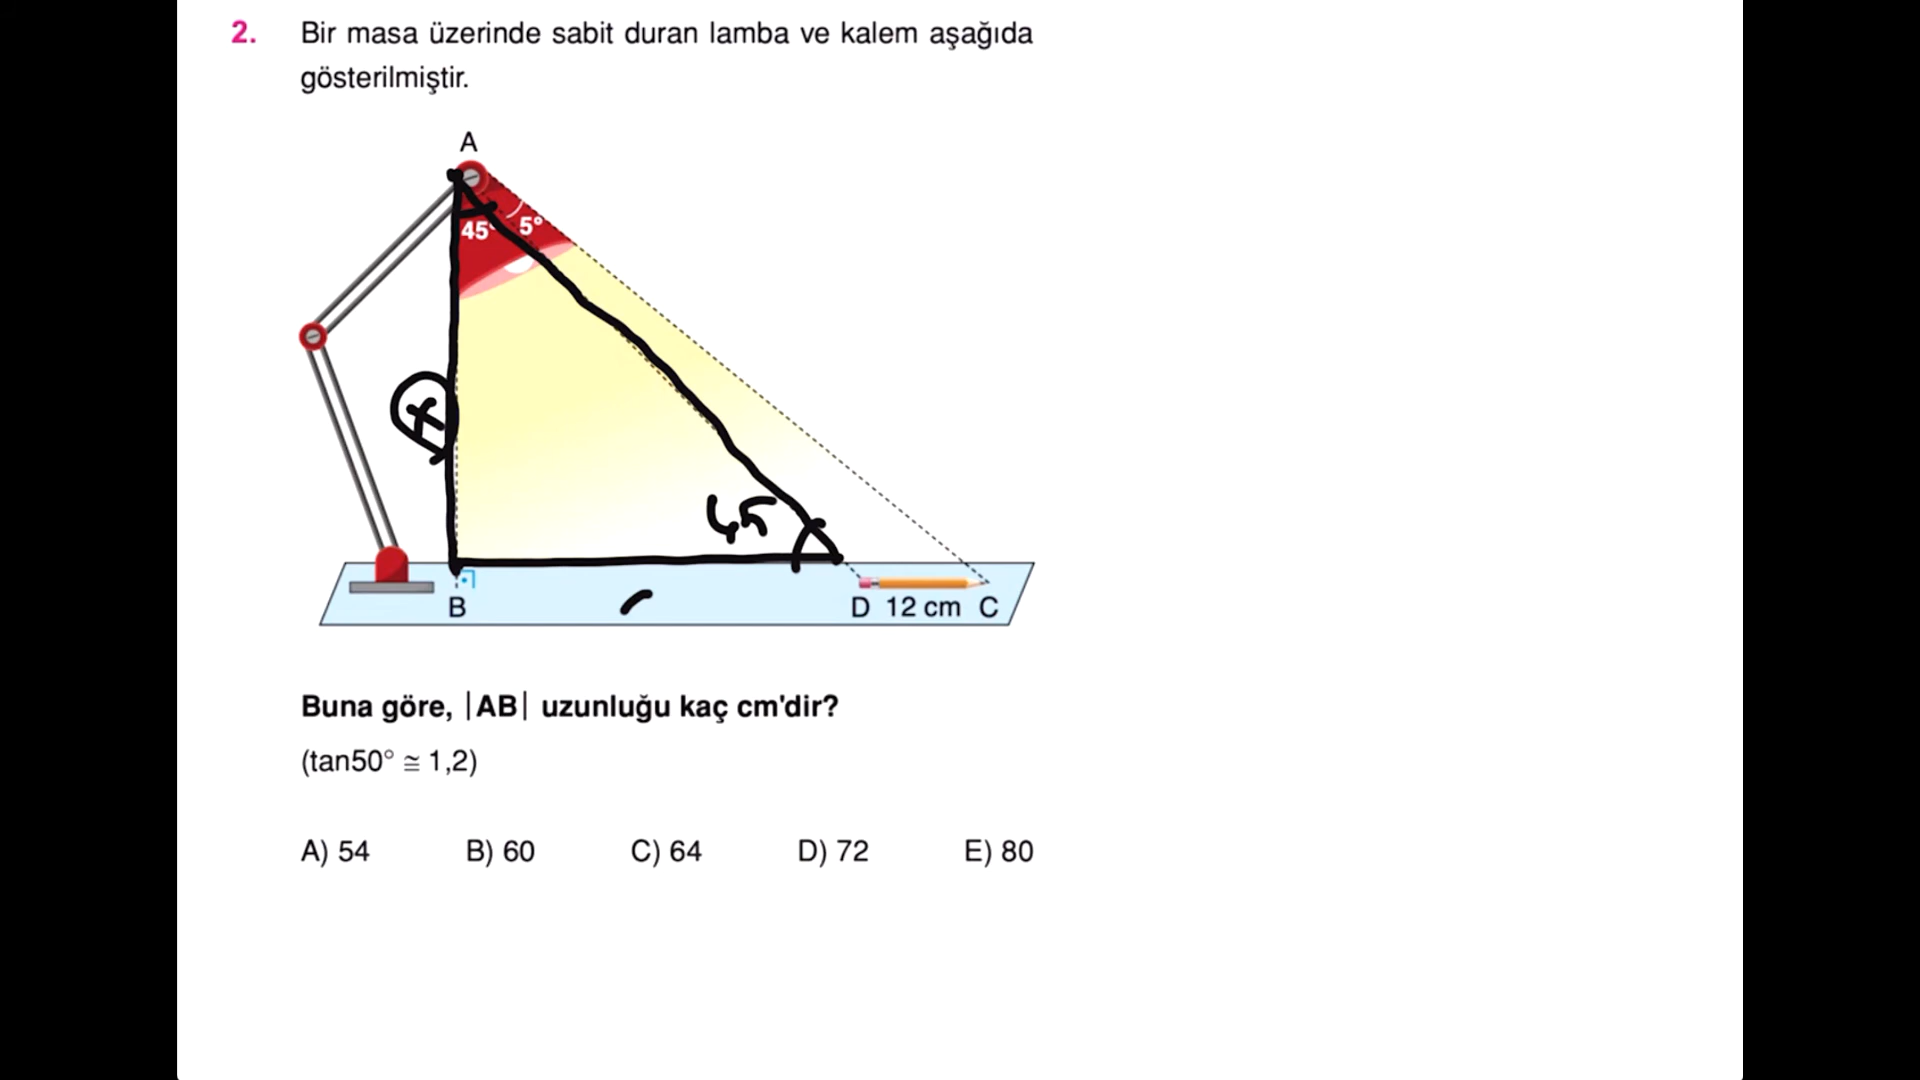 2. Bir masa üzerinde sabit duran lamba ve kalem aşağıda
gösterilmiştir.
A
45° 5°
x
45
B D 12 cm C
Buna göre, |AB| uzunluğu kaç cm'dir?
(tan50° ≅ 1,2)
A) 54 B) 60 C) 64 D) 72 E) 80